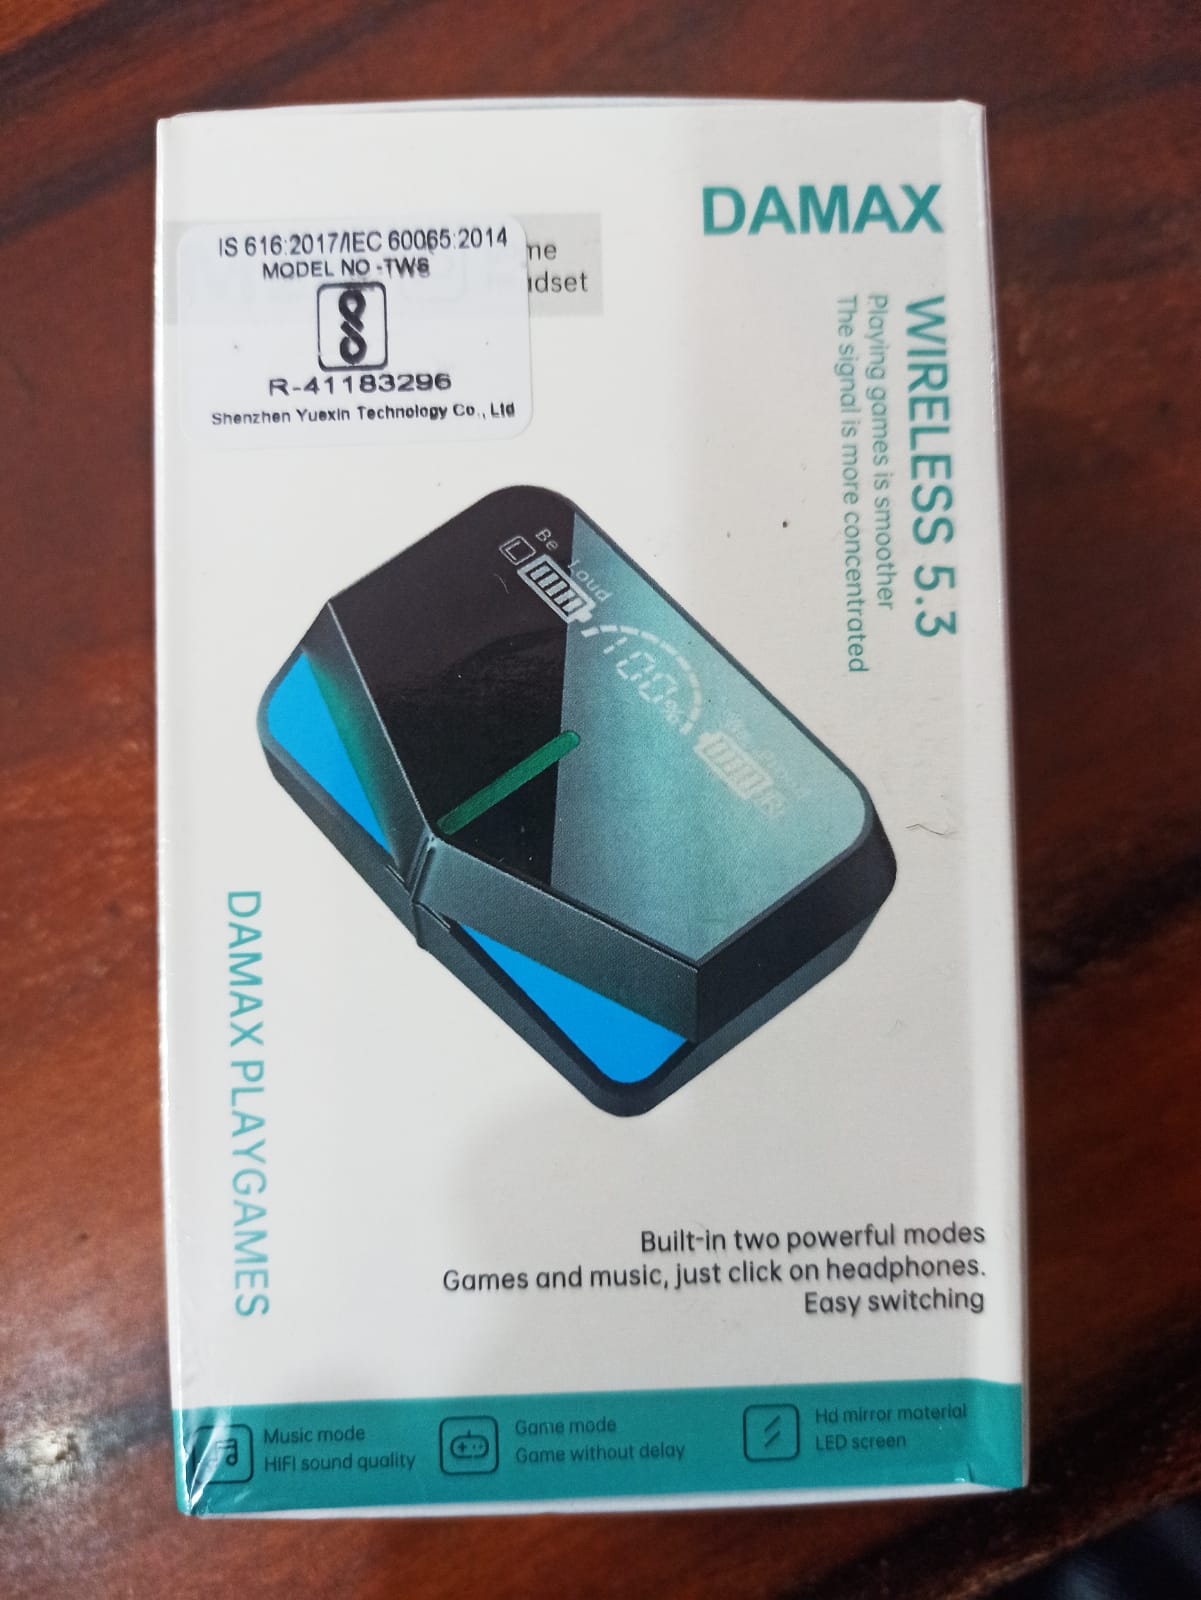 DAMAX
IS 616:2017/IEC 60065:2014
MODEL NO -TWS
R-41183296
Shenzhen Yuexin Technology Co., Ltd
WIRELESS 5.3
Playing games is smoother
The signal is more concentrated
Be Loud
L
100%
R
DAMAX PLAYGAMES
Built-in two powerful modes
Games and music, just click on headphones.
Easy switching
Music mode
HiFi sound quality
Game mode
Game without delay
Hd mirror material
LED screen